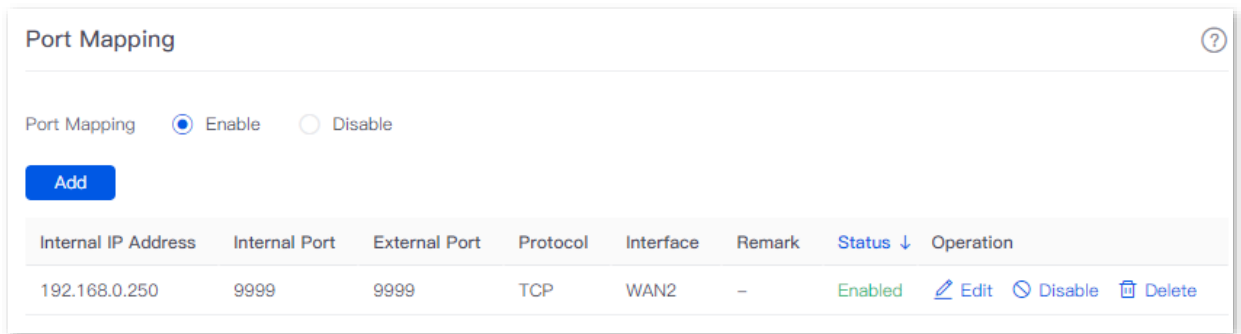 Port Mapping
Port Mapping Enable Disable
Add
Internal IP Address Internal Port External Port Protocol Interface Remark Status ↓ Operation
192.168.0.250 9999 9999 TCP WAN2 – Enabled Edit Disable Delete